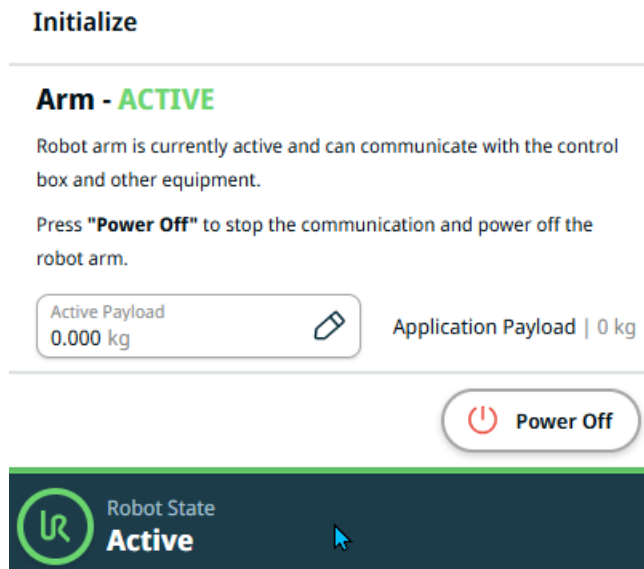 Initialize
Arm - ACTIVE
Robot arm is currently active and can communicate with the control
box and other equipment.
Press "Power Off" to stop the communication and power off the
robot arm.
Active Payload
0.000 kg
Application Payload | 0 kg
Power Off
UR
Robot State
Active